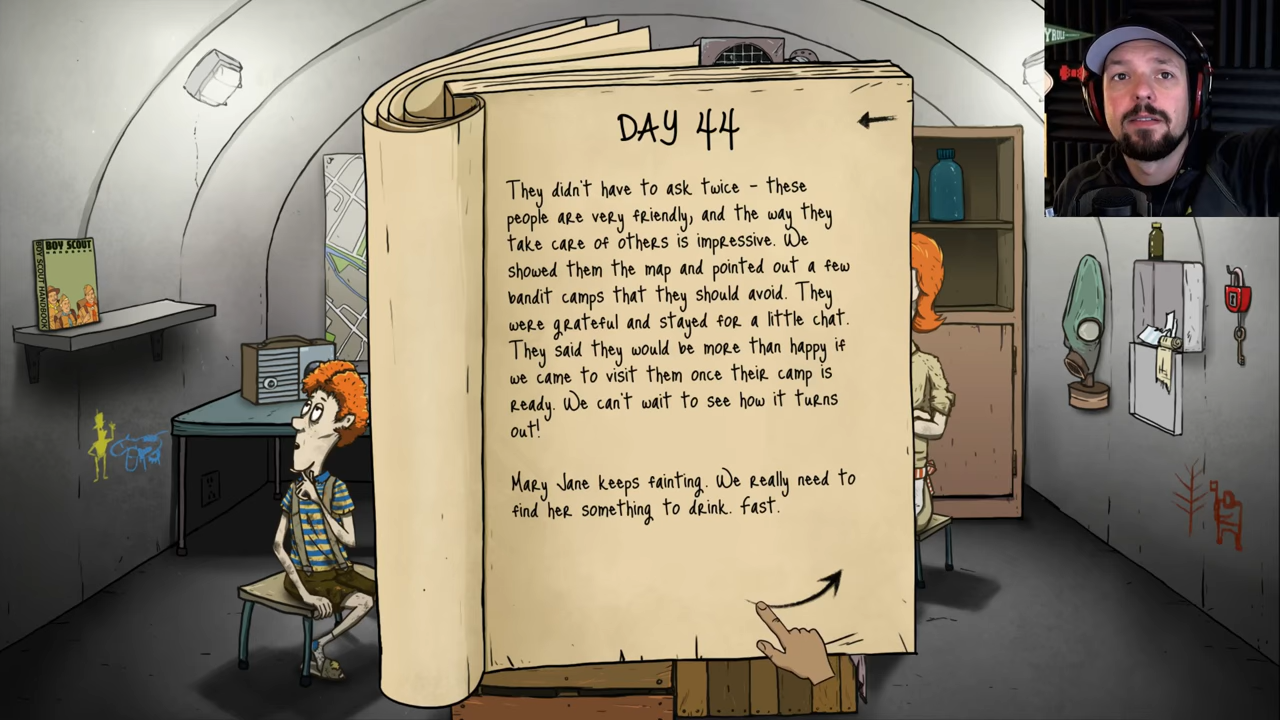 DAY 44
They didn't have to ask twice - these
people are very friendly, and the way they
take care of others is impressive. We
showed them the map and pointed out a few
bandit camps that they should avoid. They
were grateful and stayed for a little chat.
They said they would be more than happy if
we came to visit them once their camp is
ready. We can't wait to see how it turns
out!
Mary Jane keeps fainting. We really need to
find her something to drink. Fast.
BOY SCOUT
BOY SCOUT HANDBOOK